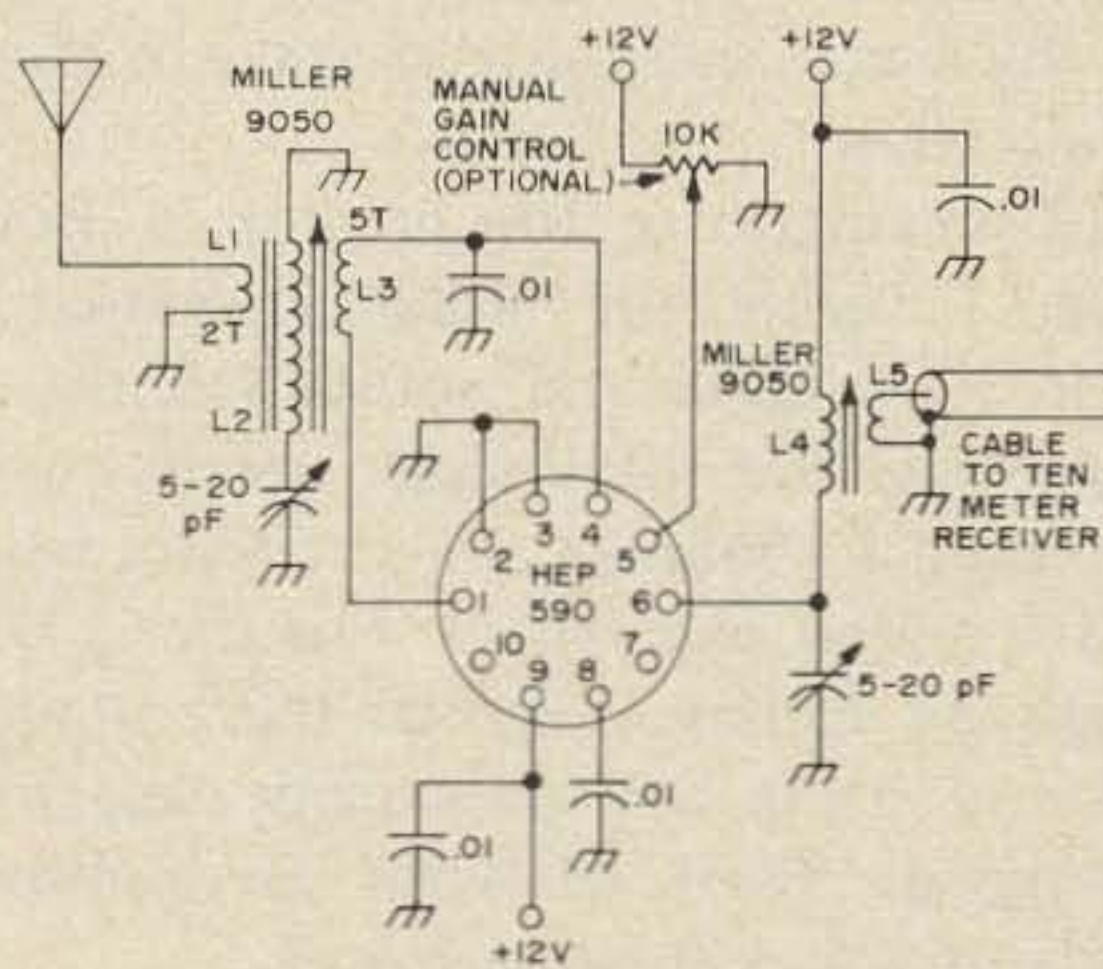 +12V
+12V
MILLER
9050
MANUAL
GAIN
CONTROL
(OPTIONAL)
10K
.01
5T
L1
L3
.01
2T
L2
MILLER
9050
L5
L4
CABLE
TO TEN
METER
RECEIVER
5-20
pF
3
4
2
5
HEP
590
1
6
10
7
9
8
5-20 pF
.01
.01
+12V